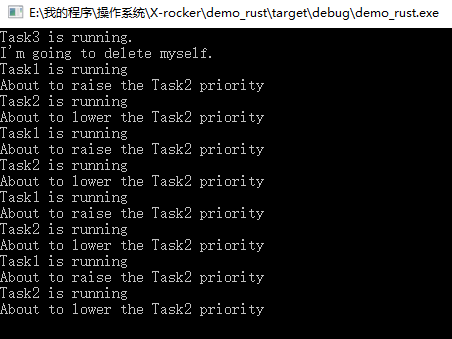 E:\我的程序\操作系统\X-rocker\demo_rust\target\debug\demo_rust.exe
Task3 is running.
I'm going to delete myself.
Task1 is running
About to raise the Task2 priority
Task2 is running
About to lower the Task2 priority
Task1 is running
About to raise the Task2 priority
Task2 is running
About to lower the Task2 priority
Task1 is running
About to raise the Task2 priority
Task2 is running
About to lower the Task2 priority
Task1 is running
About to raise the Task2 priority
Task2 is running
About to lower the Task2 priority